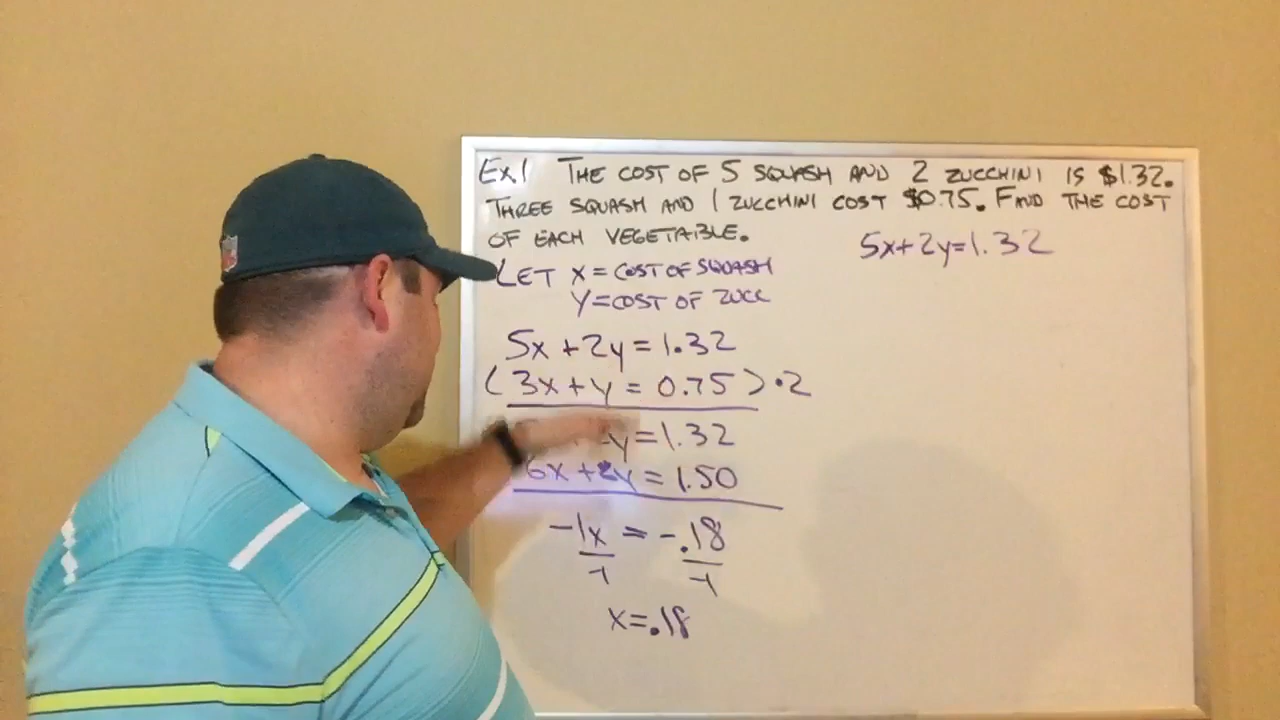 Ex.1 THE COST OF 5 SQUASH AND 2 ZUCCHINI IS $1.32.
THREE SQUASH AND 1 ZUCCHINI COST $0.75. FIND THE COST
OF EACH VEGETABLE.
5x+2y=1.32
LET X = COST OF SQUASH
Y=COST OF ZUCC
5x+2y=1.32
(3x+y=0.75)•2
y=1.32
6x+2y=1.50
-1x = -.18
-1 -1
x=.18